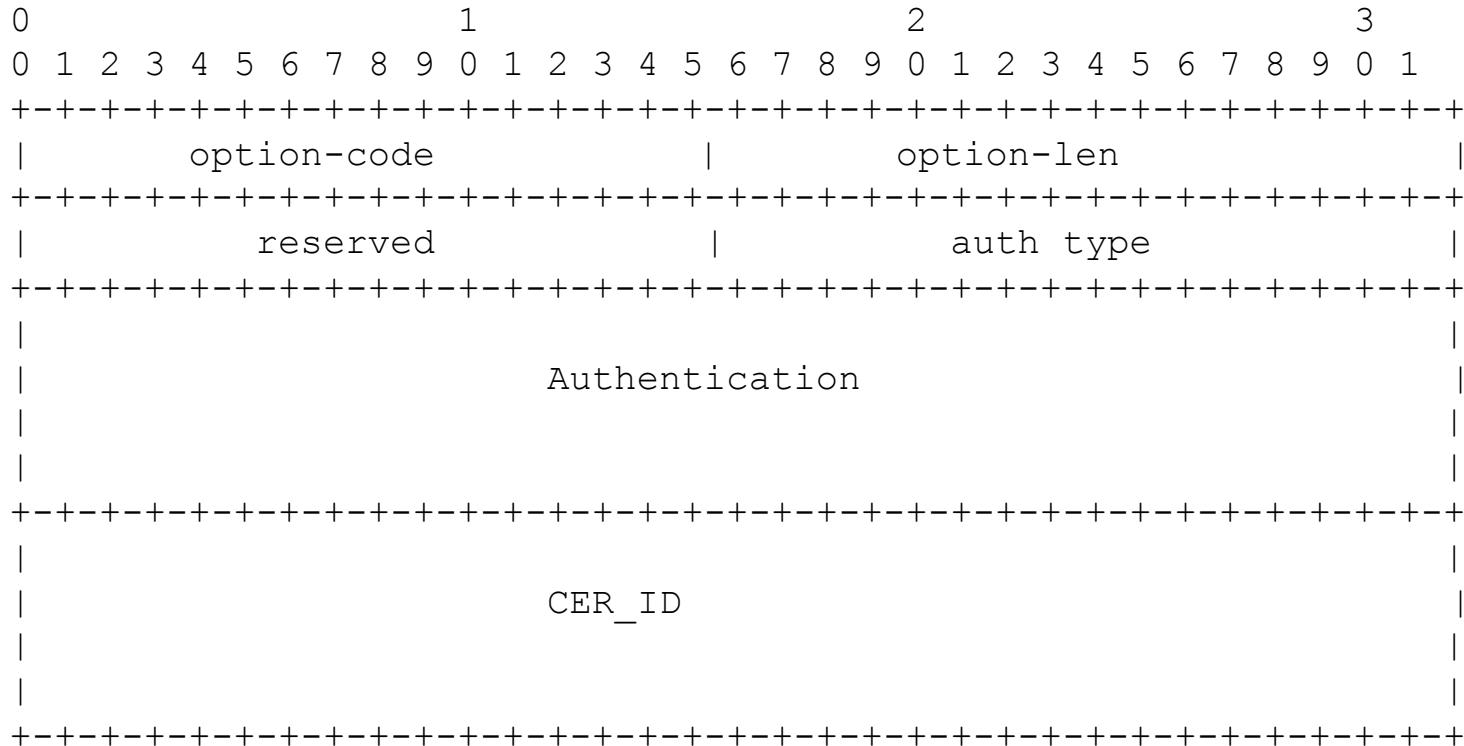 0                   1                   2                   3
0 1 2 3 4 5 6 7 8 9 0 1 2 3 4 5 6 7 8 9 0 1 2 3 4 5 6 7 8 9 0 1
+-+-+-+-+-+-+-+-+-+-+-+-+-+-+-+-+-+-+-+-+-+-+-+-+-+-+-+-+-+-+-+-+
|       option-code            |        option-len               |
+-+-+-+-+-+-+-+-+-+-+-+-+-+-+-+-+-+-+-+-+-+-+-+-+-+-+-+-+-+-+-+-+
|          reserved            |          auth type             |
+-+-+-+-+-+-+-+-+-+-+-+-+-+-+-+-+-+-+-+-+-+-+-+-+-+-+-+-+-+-+-+-+
|                                                               |
|                       Authentication                          |
|                                                               |
|                                                               |
+-+-+-+-+-+-+-+-+-+-+-+-+-+-+-+-+-+-+-+-+-+-+-+-+-+-+-+-+-+-+-+-+
|                                                               |
|                       CER_ID                                  |
|                                                               |
|                                                               |
+-+-+-+-+-+-+-+-+-+-+-+-+-+-+-+-+-+-+-+-+-+-+-+-+-+-+-+-+-+-+-+-+